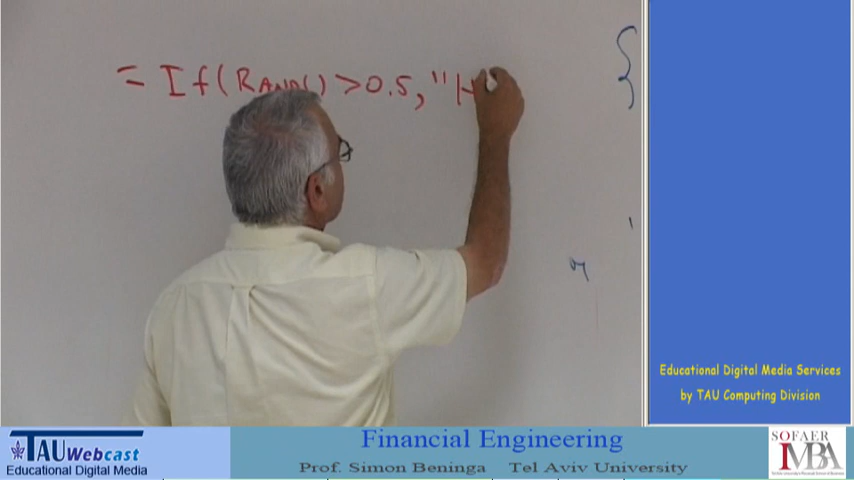 = If(RAND()>0.5,"H
Educational Digital Media Services
by TAU Computing Division
TAUWebcast
Educational Digital Media
Financial Engineering
Prof. Simon Beninga Tel Aviv University
SOFAER
IMBA